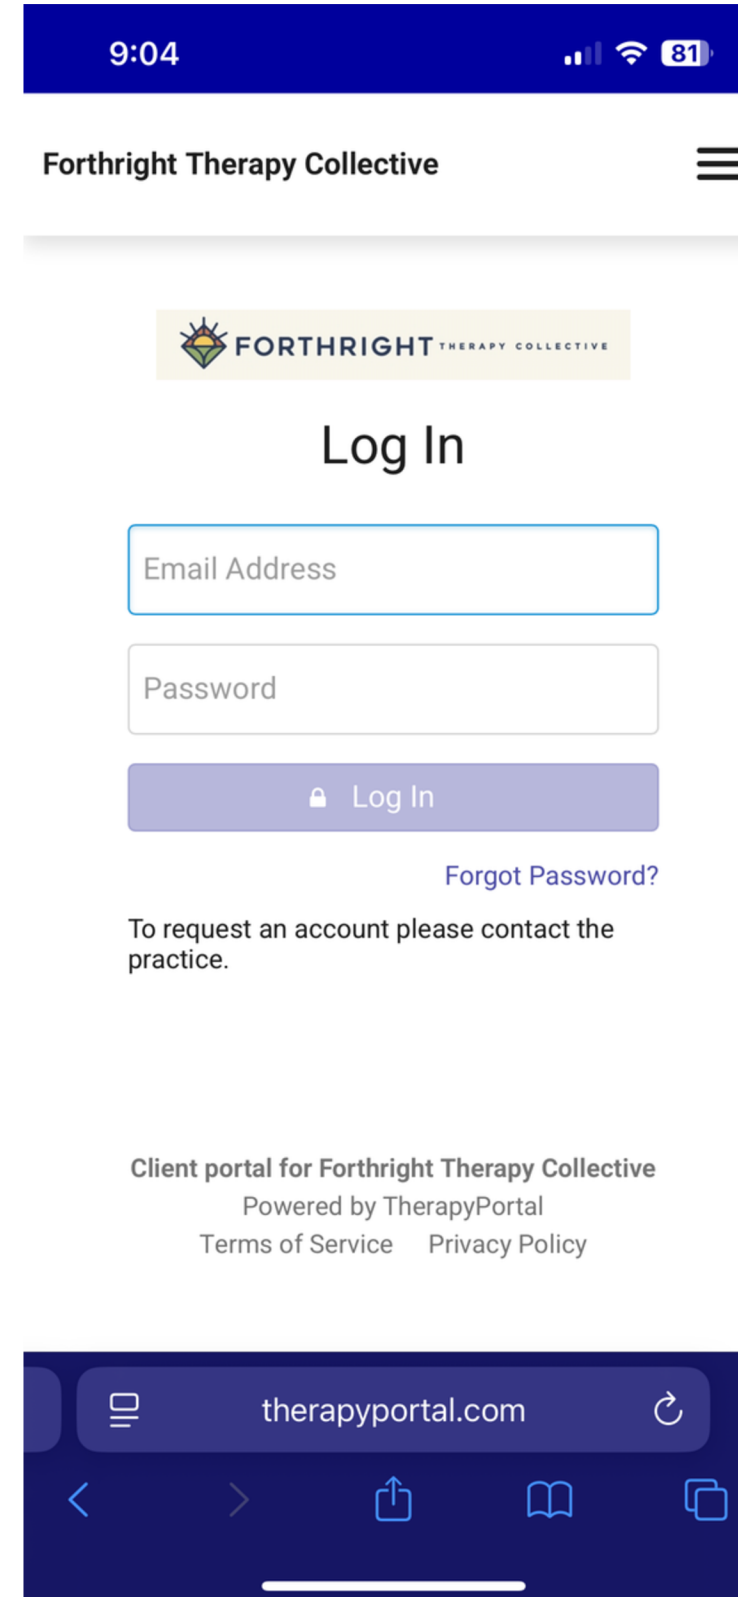 9:04
81
Forthright Therapy Collective
FORTHRIGHT THERAPY COLLECTIVE
Log In
Email Address
Password
Log In
Forgot Password?
To request an account please contact the
practice.
Client portal for Forthright Therapy Collective
Powered by TherapyPortal
Terms of Service Privacy Policy
therapyportal.com